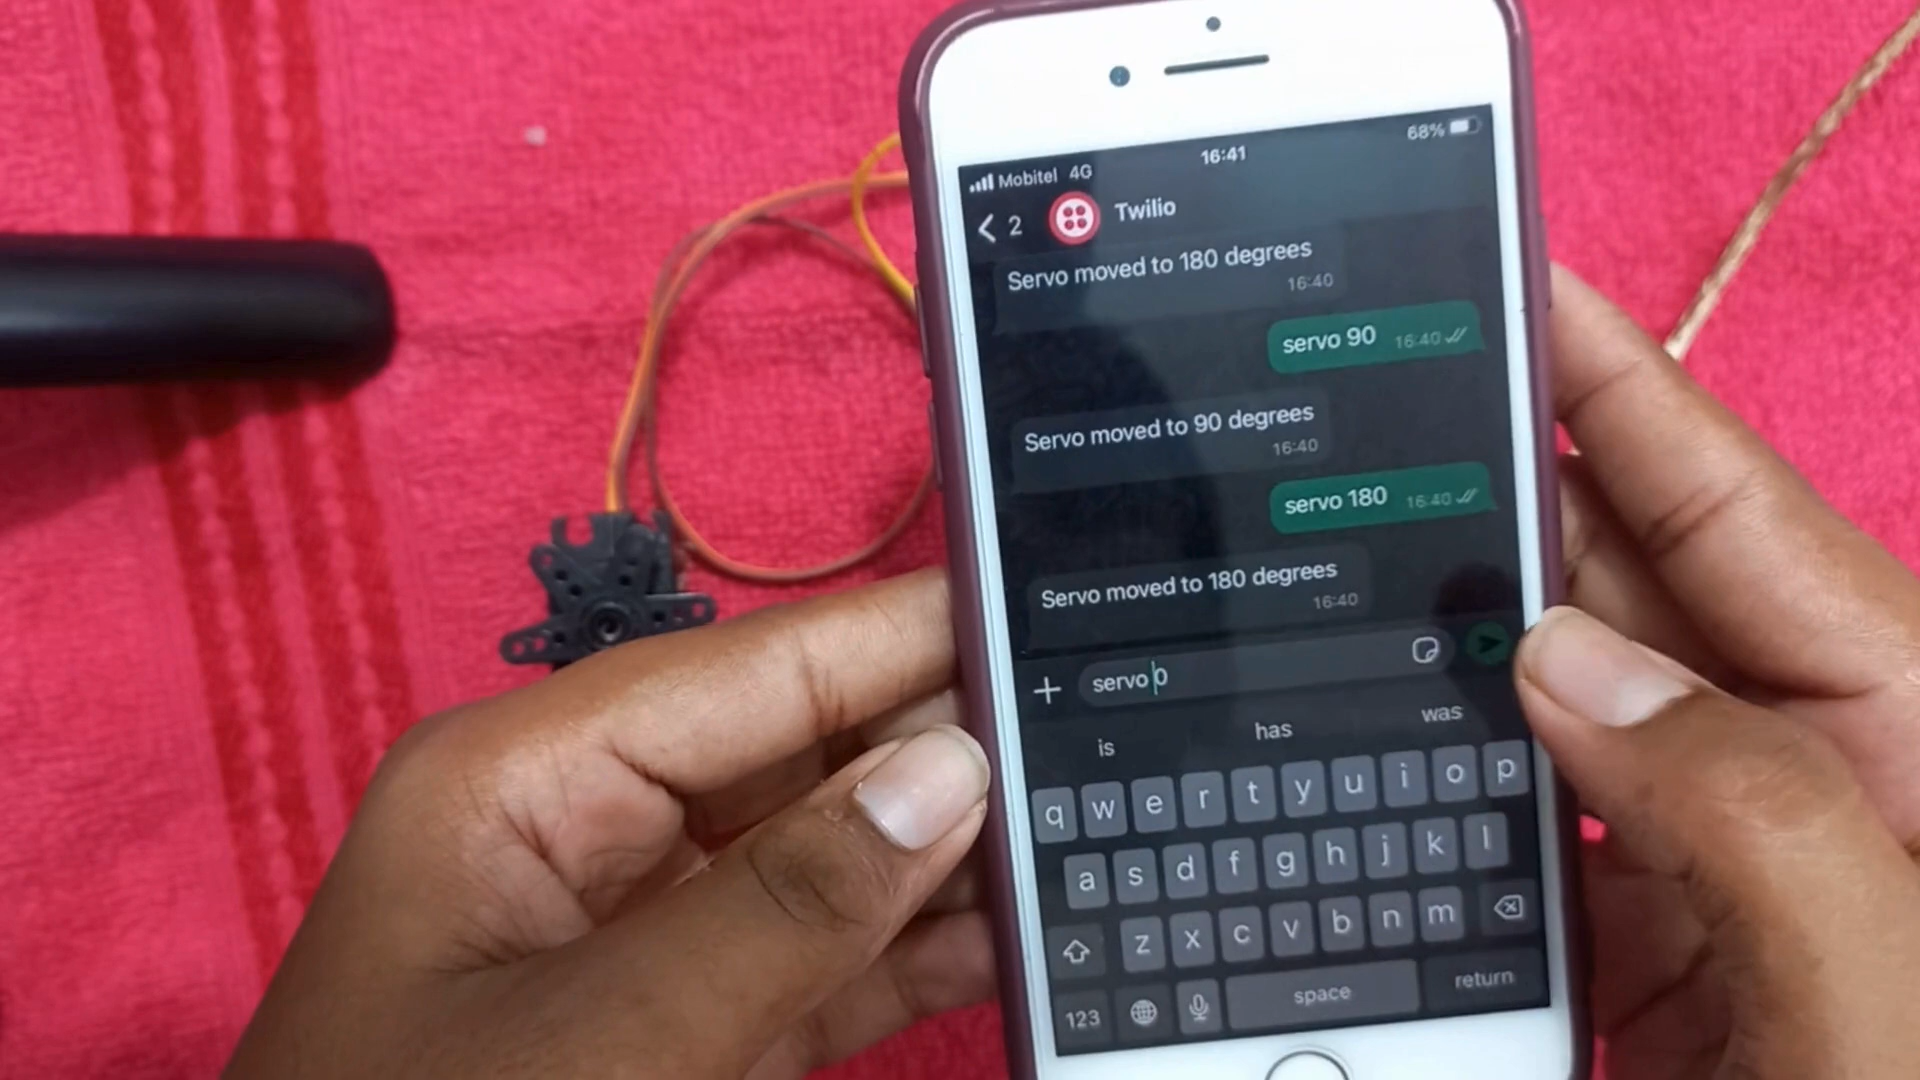 Mobitel 4G 16:41 68%
2 Twilio
Servo moved to 180 degrees
16:40
servo 90 16:40
Servo moved to 90 degrees
16:40
servo 180 16:40
Servo moved to 180 degrees
16:40
servo 0
is has was
q w e r t y u i o p
a s d f g h j k l
z x c v b n m
123 space return